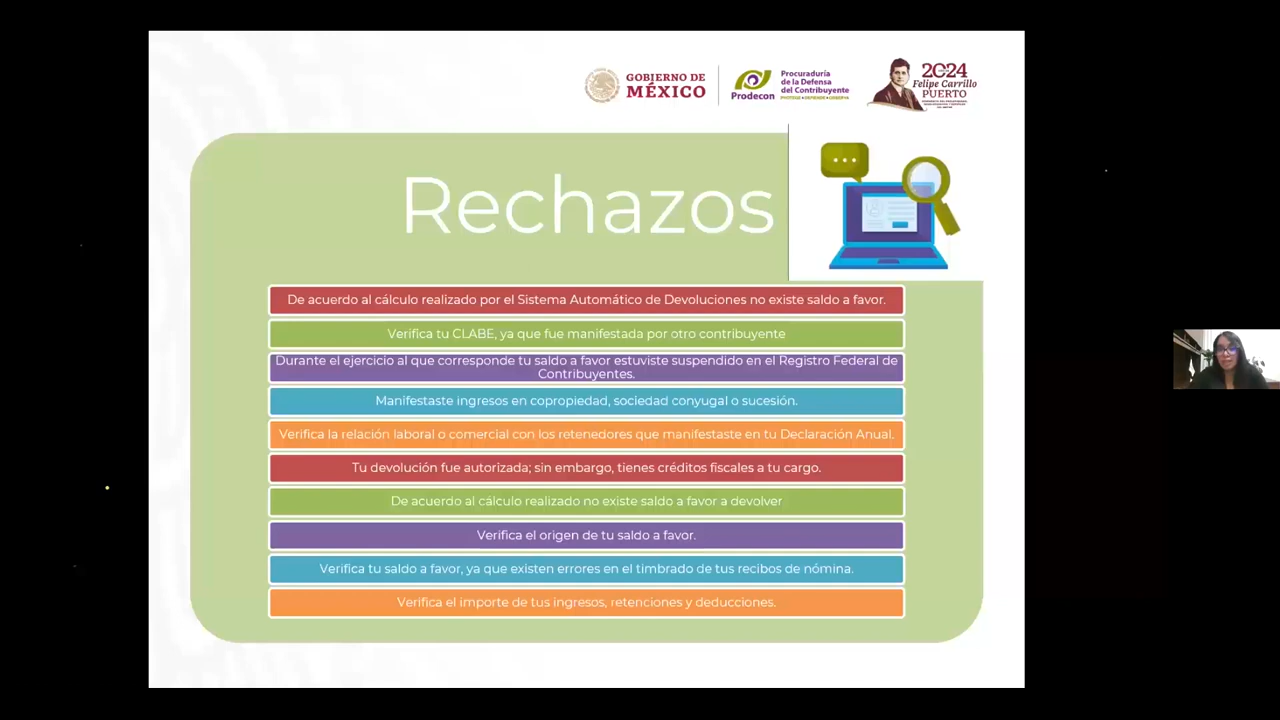 GOBIERNO DE
MÉXICO
Prodecon
Procuraduría
de la Defensa
del Contribuyente
PROTEGE • DEFIENDE • OBSERVA
2024
Felipe Carrillo
PUERTO
Rechazos
De acuerdo al cálculo realizado por el Sistema Automático de Devoluciones no existe saldo a favor.
Verifica tu CLABE, ya que fue manifestada por otro contribuyente
Durante el ejercicio al que corresponde tu saldo a favor estuviste suspendido en el Registro Federal de
Contribuyentes.
Manifestaste ingresos en copropiedad, sociedad conyugal o sucesión.
Verifica la relación laboral o comercial con los retenedores que manifestaste en tu Declaración Anual.
Tu devolución fue autorizada; sin embargo, tienes créditos fiscales a tu cargo.
De acuerdo al cálculo realizado no existe saldo a favor a devolver
Verifica el origen de tu saldo a favor.
Verifica tu saldo a favor, ya que existen errores en el timbrado de tus recibos de nómina.
Verifica el importe de tus ingresos, retenciones y deducciones.